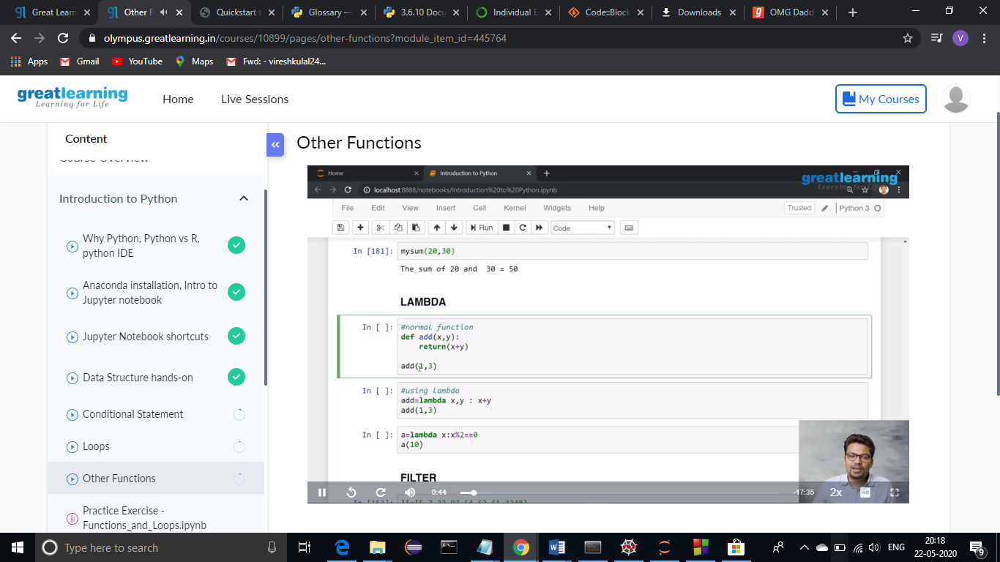 Great Learn
Other F
Quickstart t
Glossary —
3.6.10 Docu
Individual E
Code::Block
Downloads
OMG Dadd
olympus.greatlearning.in/courses/10899/pages/other-functions?module_item_id=445764
V
Apps
Gmail
YouTube
Maps
Fwd: - vireshkulal24...
greatlearning
Learning for Life
Home
Live Sessions
My Courses
Content
Course Overview
Introduction to Python
Why Python, Python vs R,
python IDE
Anaconda installation, Intro to
Jupyter notebook
Jupyter Notebook shortcuts
Data Structure hands-on
Conditional Statement
Loops
Other Functions
Practice Exercise -
Functions_and_Loops.ipynb
«
Other Functions
Home
Introduction to Python
greatlearning
Learning for Life
localhost:8888/notebooks/Introduction%20to%20Python.ipynb
File Edit View Insert Cell Kernel Widgets Help
Trusted
Python 3
Run
Code
In [181]: mysum(20,30)
The sum of 20 and  30 = 50
LAMBDA
In [ ]: #normal function
def add(x,y):
    return(x+y)
add(1,3)
In [ ]: #using lambda
add=lambda x,y : x+y
add(1,3)
In [ ]: a=lambda x:x%2==0
a(10)
FILTER
0:44
-17:35
2x
HD
Type here to search
ENG
20:18
22-05-2020
9